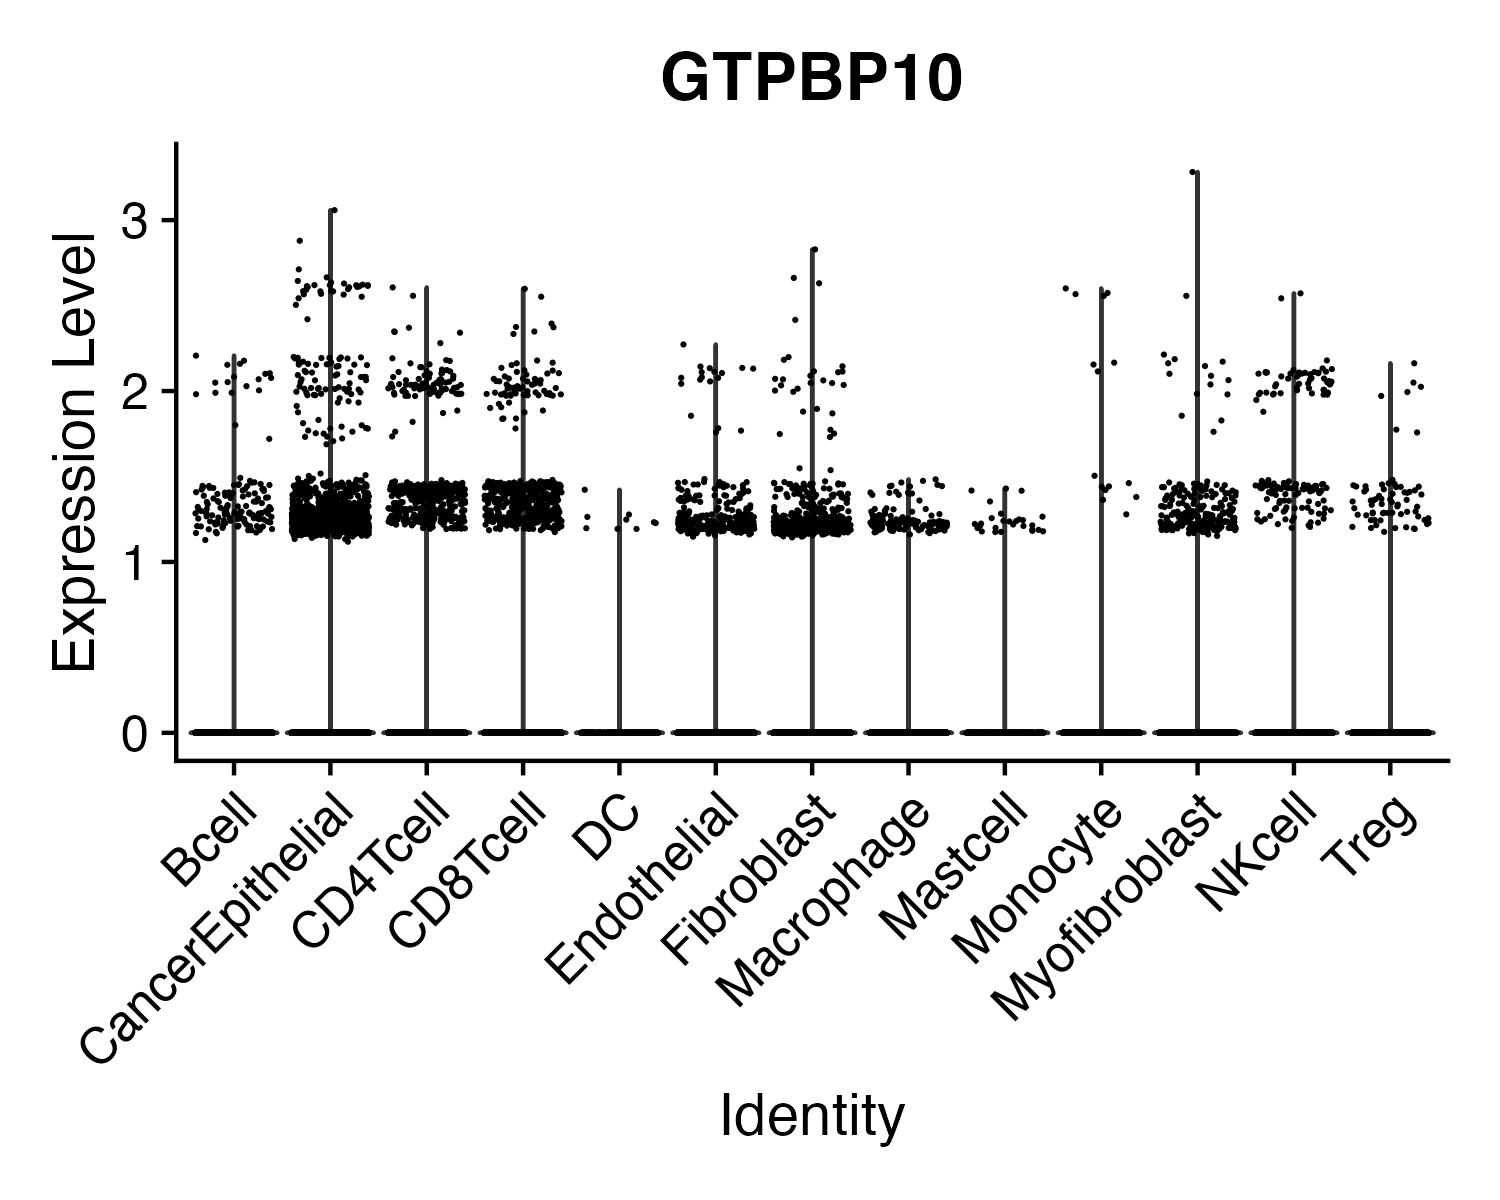 GTPBP10
Expression Level
3
2
1
0
Bcell
CancerEpithelial
CD4Tcell
CD8Tcell
DC
Endothelial
Fibroblast
Macrophage
Mastcell
Monocyte
Myofibroblast
NKcell
Treg
Identity